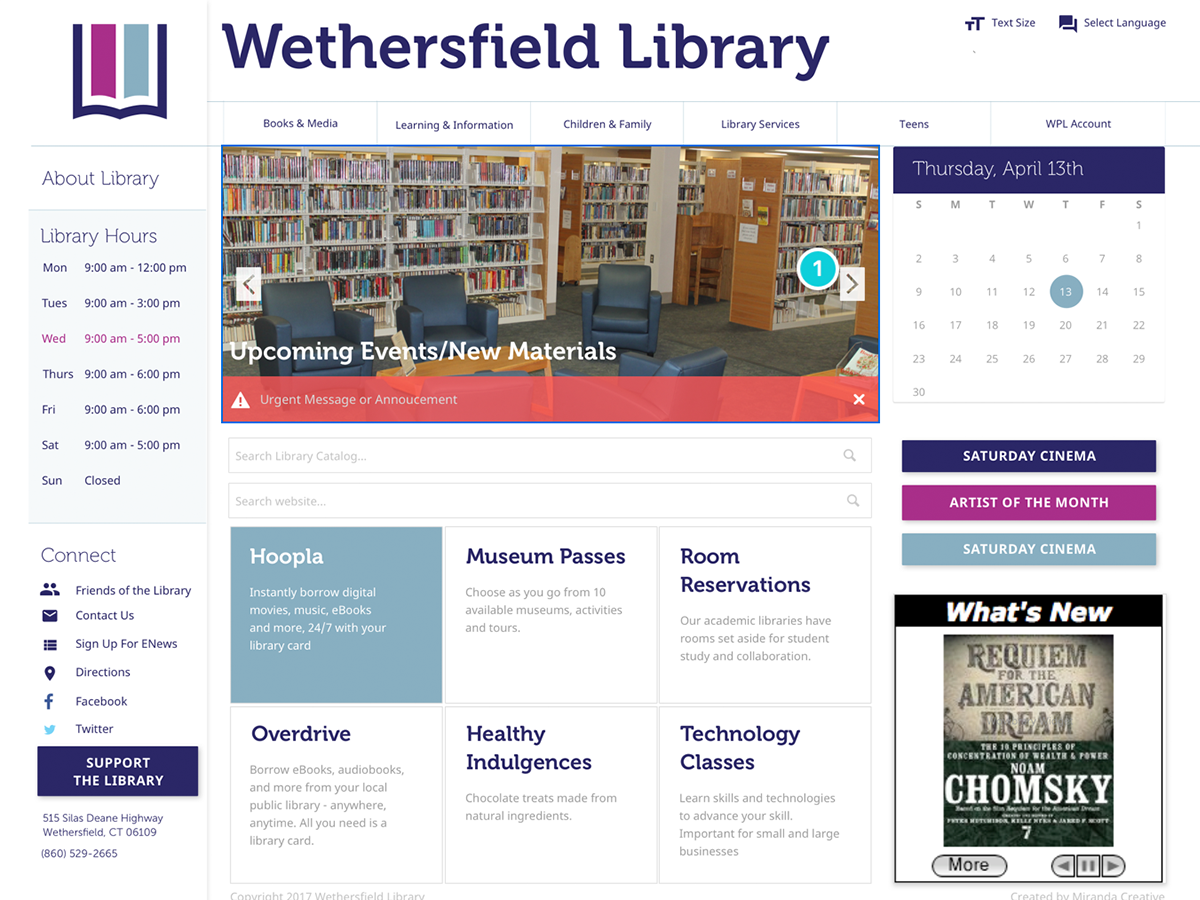 Wethersfield Library
Text Size
Select Language
Books & Media
Learning & Information
Children & Family
Library Services
Teens
WPL Account
About Library
Library Hours
Mon 9:00 am - 12:00 pm
Tues 9:00 am - 3:00 pm
Wed 9:00 am - 5:00 pm
Thurs 9:00 am - 6:00 pm
Fri 9:00 am - 6:00 pm
Sat 9:00 am - 5:00 pm
Sun Closed
Connect
Friends of the Library
Contact Us
Sign Up For ENews
Directions
Facebook
Twitter
SUPPORT
THE LIBRARY
515 Silas Deane Highway
Wethersfield, CT 06109
(860) 529-2665
1
Upcoming Events/New Materials
Urgent Message or Annoucement
Search Library Catalog...
Search website...
Hoopla
Instantly borrow digital
movies, music, eBooks
and more, 24/7 with your
library card
Museum Passes
Choose as you go from 10
available museums, activities
and tours.
Room
Reservations
Our academic libraries have
rooms set aside for student
study and collaboration.
Overdrive
Borrow eBooks, audiobooks,
and more from your local
public library - anywhere,
anytime. All you need is a
library card.
Healthy
Indulgences
Chocolate treats made from
natural ingredients.
Technology
Classes
Learn skills and technologies
to advance your skill.
Important for small and large
businesses
Thursday, April 13th
S M T W T F S
1
2 3 4 5 6 7 8
9 10 11 12 13 14 15
16 17 18 19 20 21 22
23 24 25 26 27 28 29
30
SATURDAY CINEMA
ARTIST OF THE MONTH
SATURDAY CINEMA
What's New
REQUIEM
FOR THE
AMERICAN
DREAM
THE 10 PRINCIPLES OF
CONCENTRATION OF WEALTH & POWER
NOAM
CHOMSKY
7
More
Copyright 2017 Wethersfield Library
Created by Miranda Creative